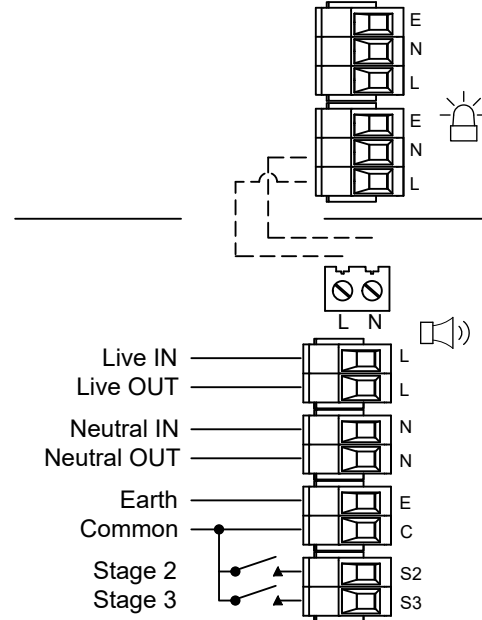 E
N
L
E
N
L
L N
Live IN L
Live OUT L
Neutral IN N
Neutral OUT N
Earth E
Common C
Stage 2 S2
Stage 3 S3